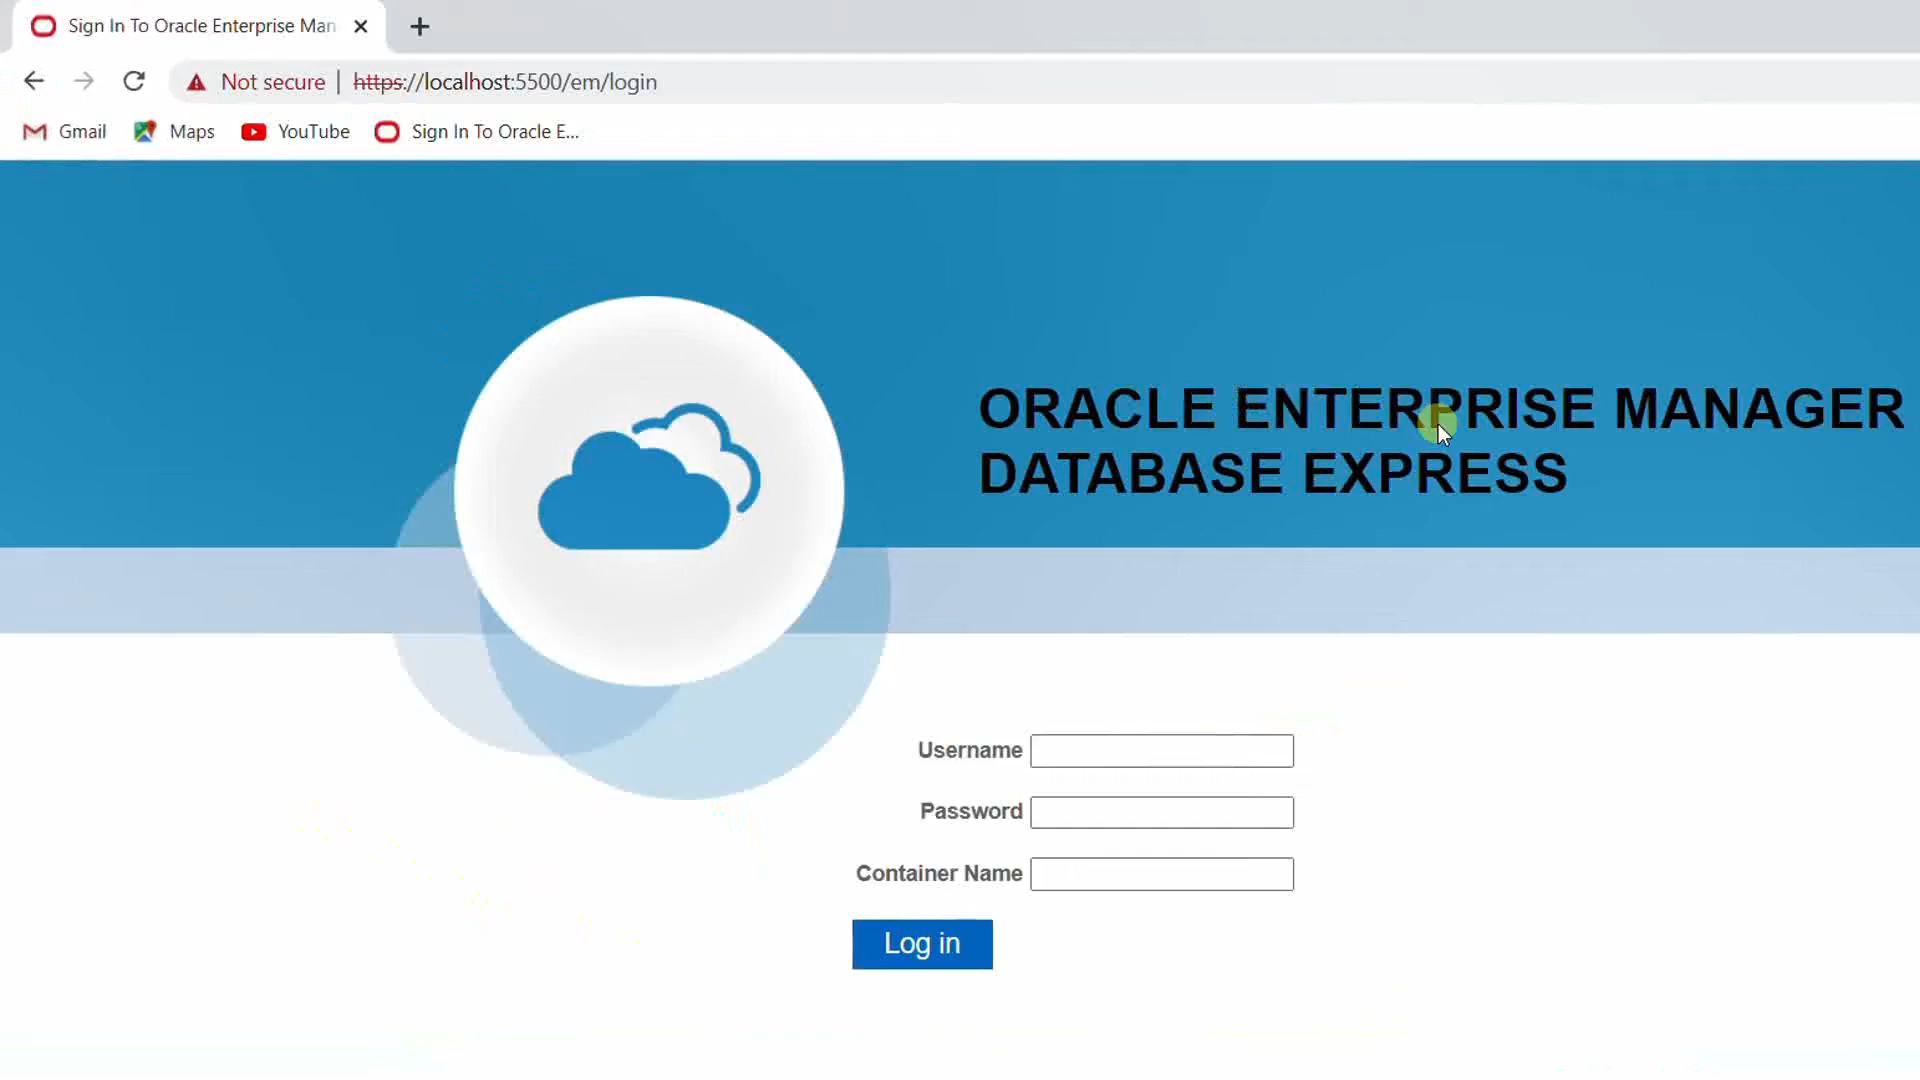 Sign In To Oracle Enterprise Man
Not secure | https://localhost:5500/em/login
Gmail Maps YouTube Sign In To Oracle E...
ORACLE ENTERPRISE MANAGER
DATABASE EXPRESS
Username
Password
Container Name
Log in